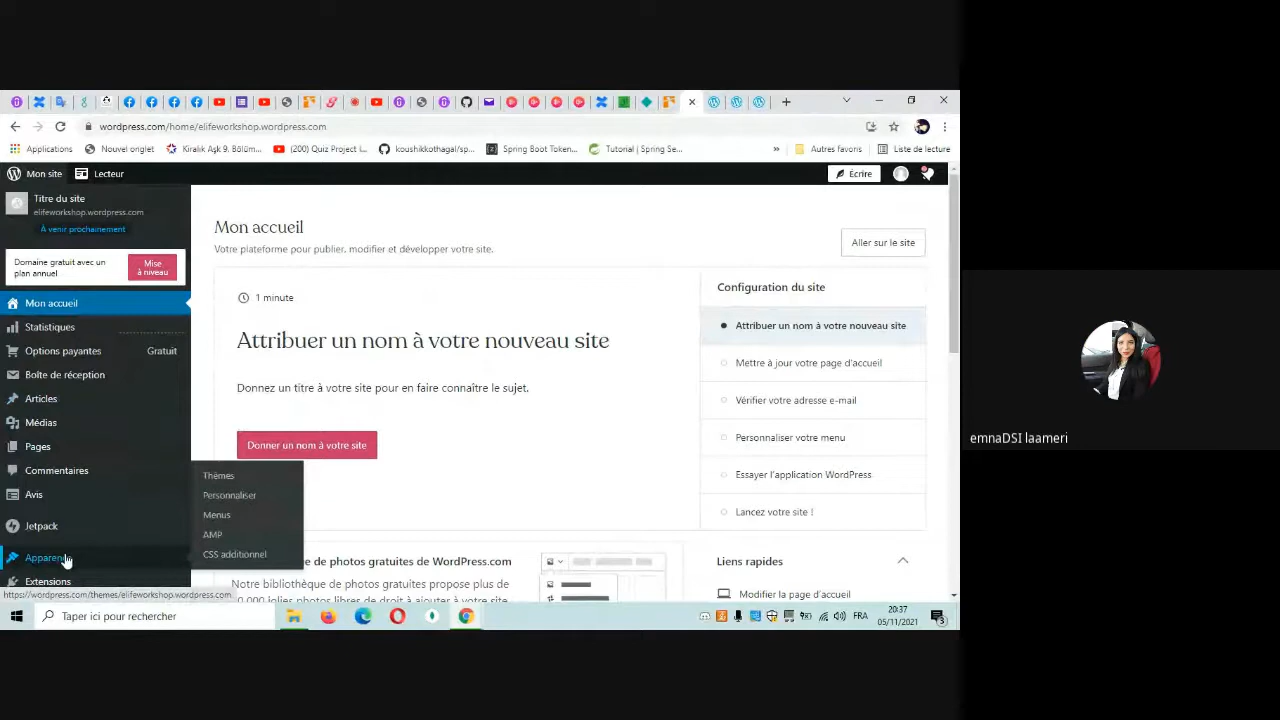 wordpress.com/home/elifeworkshop.wordpress.com
Applications
Nouvel onglet
Kiralık Aşk 9. Bölüm...
(200) Quiz Project i...
koushikkothagal/sp...
Spring Boot Token...
Tutorial | Spring Se...
»
Autres favoris
Liste de lecture
Mon site
Lecteur
Écrire
Titre du site
elifeworkshop.wordpress.com
À venir prochainement
Domaine gratuit avec un
plan annuel
Mise
à niveau
Mon accueil
Statistiques
Options payantes
Gratuit
Boîte de réception
Articles
Médias
Pages
Commentaires
Avis
Jetpack
Extensions
Thèmes
Personnaliser
Menus
AMP
CSS additionnel
https://wordpress.com/themes/elifeworkshop.wordpress.com
Mon accueil
Votre plateforme pour publier, modifier et développer votre site.
Aller sur le site
1 minute
Attribuer un nom à votre nouveau site
Donnez un titre à votre site pour en faire connaître le sujet.
Donner un nom à votre site
Configuration du site
Attribuer un nom à votre nouveau site
Mettre à jour votre page d'accueil
Vérifier votre adresse e-mail
Personnaliser votre menu
Essayer l'application WordPress
Lancez votre site !
que de photos gratuites de WordPress.com
Notre bibliothèque de photos gratuites propose plus de
photos libres de droit à ajouter à
Liens rapides
Modifier la page d'accueil
Taper ici pour rechercher
FRA
20:37
05/11/2021
3
emnaDSI laameri